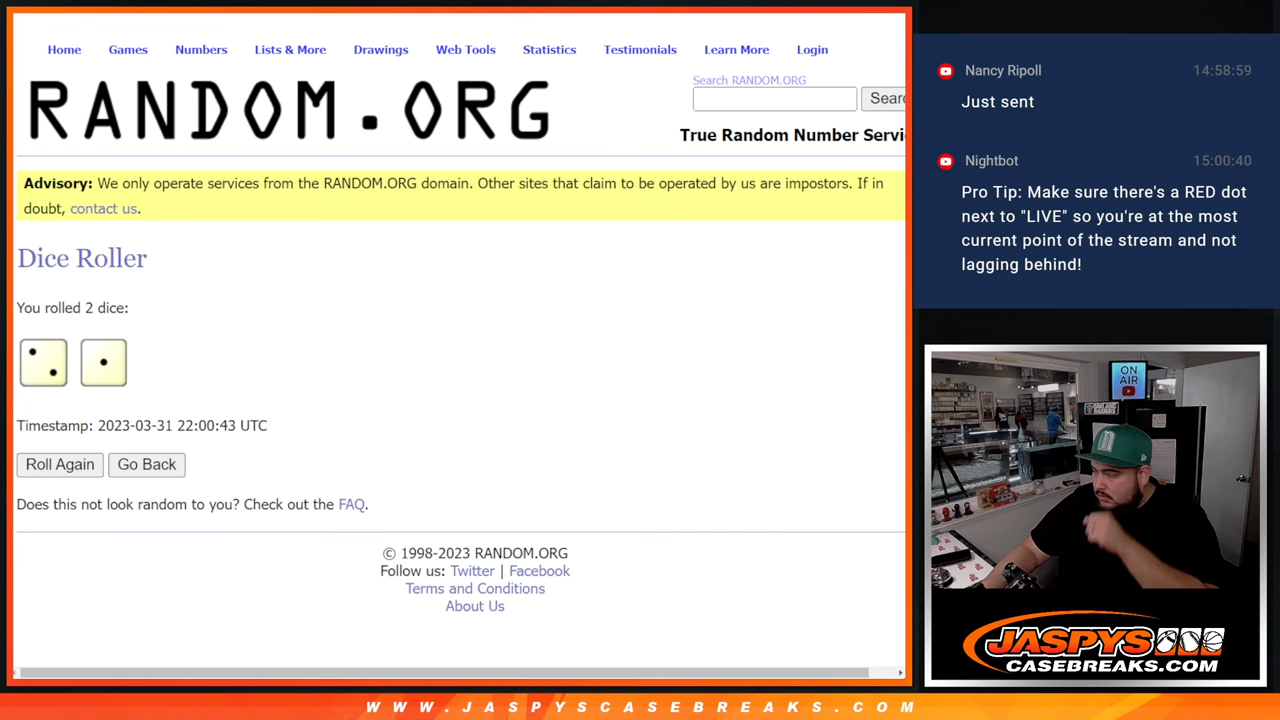 Home Games Numbers Lists & More Drawings Web Tools Statistics Testimonials Learn More Login
RANDOM.ORG
Search RANDOM.ORG
Searc
True Random Number Servi
Advisory: We only operate services from the RANDOM.ORG domain. Other sites that claim to be operated by us are impostors. If in
doubt, contact us.
Dice Roller
You rolled 2 dice:
Timestamp: 2023-03-31 22:00:43 UTC
Roll Again Go Back
Does this not look random to you? Check out the FAQ.
© 1998-2023 RANDOM.ORG
Follow us: Twitter | Facebook
Terms and Conditions
About Us
Nancy Ripoll 14:58:59
Just sent
Nightbot 15:00:40
Pro Tip: Make sure there's a RED dot
next to "LIVE" so you're at the most
current point of the stream and not
lagging behind!
ON
AIR
JASPYS
CASEBREAKS.COM
WWW.JASPYSCASEBREAKS.COM